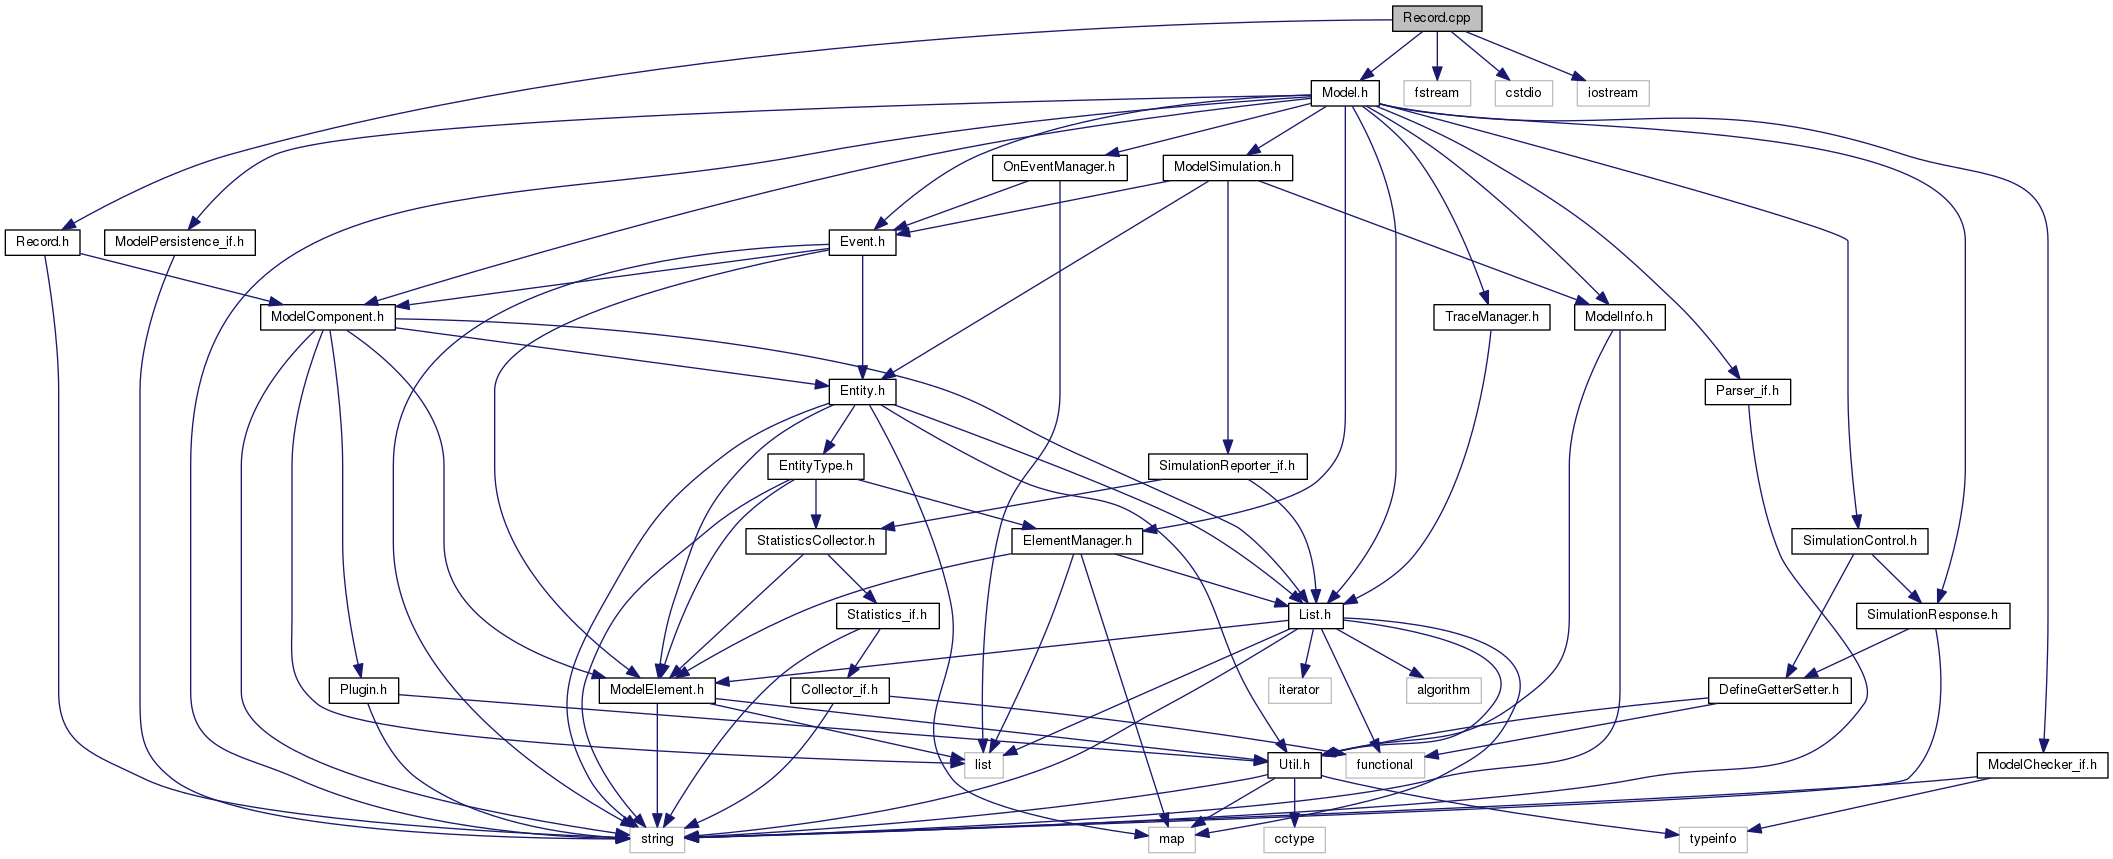 Record.cpp
Model.h
fstream
cstdio
iostream
OnEventManager.h
ModelSimulation.h
Record.h
ModelPersistence_if.h
Event.h
ModelComponent.h
TraceManager.h
ModelInfo.h
Entity.h
Parser_if.h
EntityType.h
SimulationReporter_if.h
StatisticsCollector.h
ElementManager.h
SimulationControl.h
Statistics_if.h
List.h
SimulationResponse.h
Plugin.h
ModelElement.h
Collector_if.h
iterator
algorithm
DefineGetterSetter.h
list
Util.h
functional
ModelChecker_if.h
string
map
cctype
typeinfo